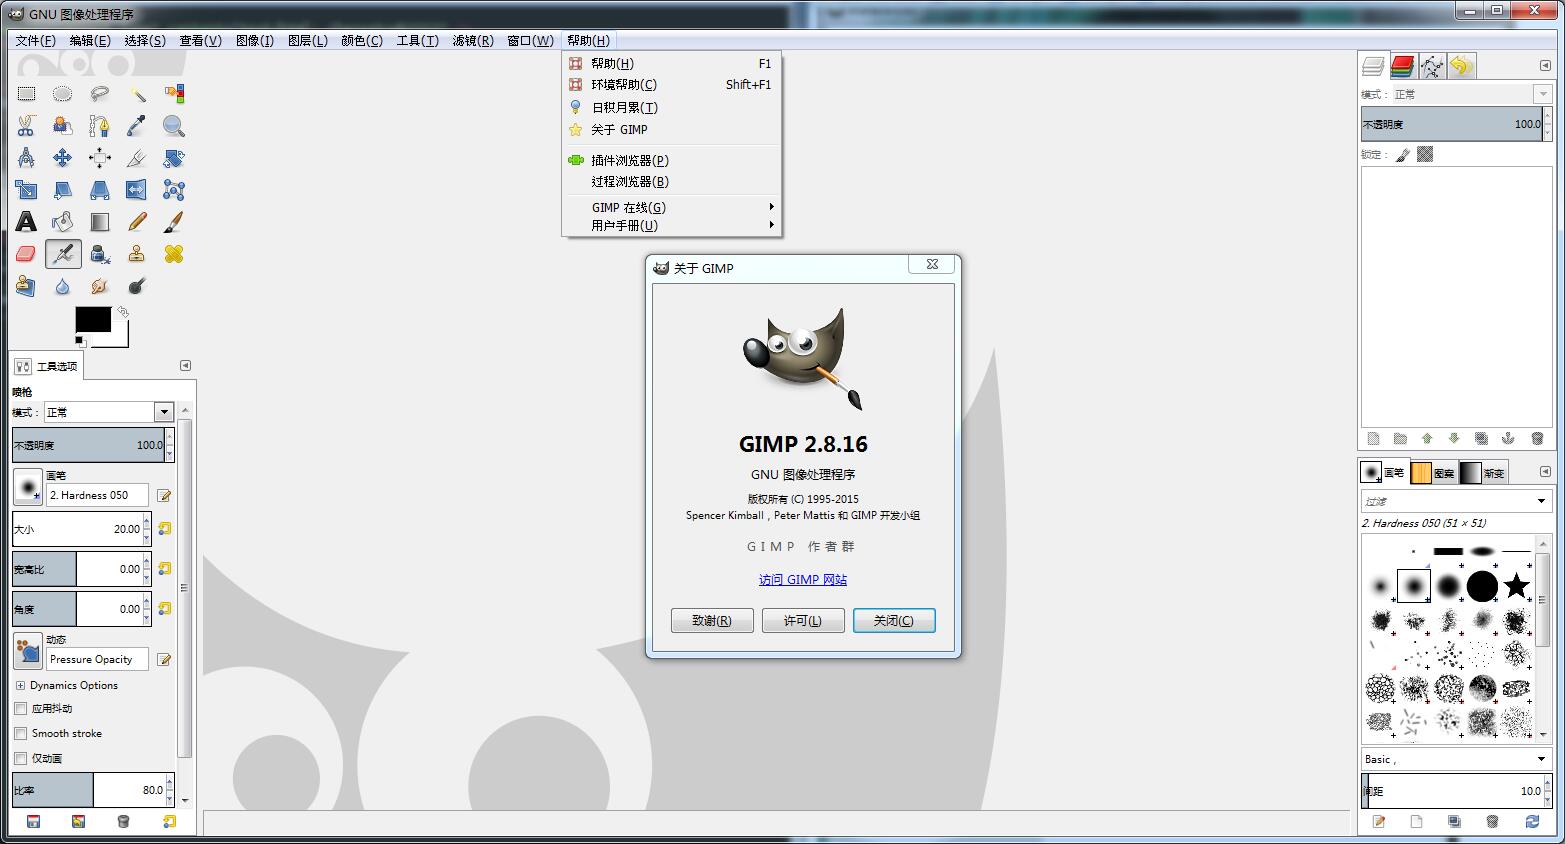 GNU 图像处理程序
文件(F) 编辑(E) 选择(S) 查看(V) 图像(I) 图层(L) 颜色(C) 工具(T) 滤镜(R) 窗口(W) 帮助(H)
帮助(H) F1
环境帮助(C) Shift+F1
日积月累(T)
关于 GIMP
插件浏览器(P)
过程浏览器(B)
GIMP 在线(G)
用户手册(U)
工具选项
喷枪
模式： 正常
不透明度 100.0
画笔
2. Hardness 050
大小 20.00
宽高比 0.00
角度 0.00
动态
Pressure Opacity
Dynamics Options
应用抖动
Smooth stroke
仅动画
比率 80.0
关于 GIMP
GIMP 2.8.16
GNU 图像处理程序
版权所有 (C) 1995-2015
Spencer Kimball，Peter Mattis 和 GIMP 开发小组
GIMP 作者群
访问 GIMP 网站
致谢(R) 许可(L) 关闭(C)
模式： 正常
不透明度 100.0
锁定：
画笔 图案 渐变
过滤
2. Hardness 050 (51 × 51)
Basic ,
间距 10.0